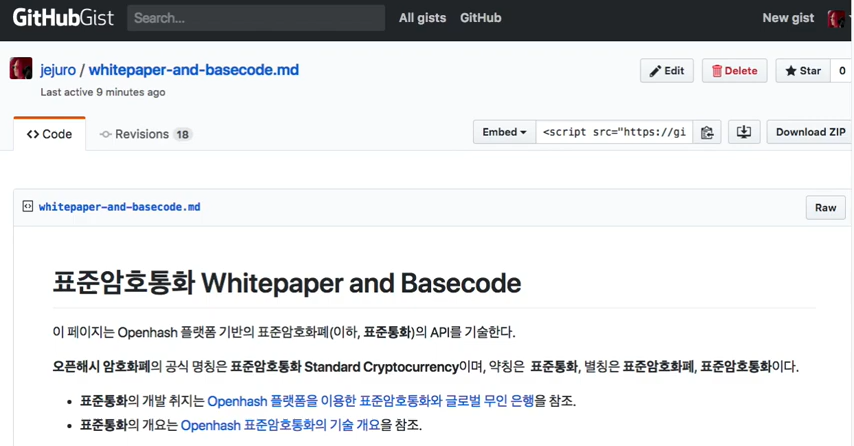 GitHubGist Search... All gists GitHub New gist
jejuro / whitepaper-and-basecode.md Edit Delete Star 0
Last active 9 minutes ago
Code Revisions 18 Embed <script src="https://gi Download ZIP
whitepaper-and-basecode.md Raw
표준암호통화 Whitepaper and Basecode
이 페이지는 Openhash 플랫폼 기반의 표준암호화폐(이하, 표준통화)의 API를 기술한다.
오픈해시 암호화폐의 공식 명칭은 표준암호통화 Standard Cryptocurrency이며, 약칭은 표준통화, 별칭은 표준암호화폐, 표준암호통화이다.
• 표준통화의 개발 취지는 Openhash 플랫폼을 이용한 표준암호통화와 글로벌 무인 은행을 참조.
• 표준통화의 개요는 Openhash 표준암호통화의 기술 개요을 참조.